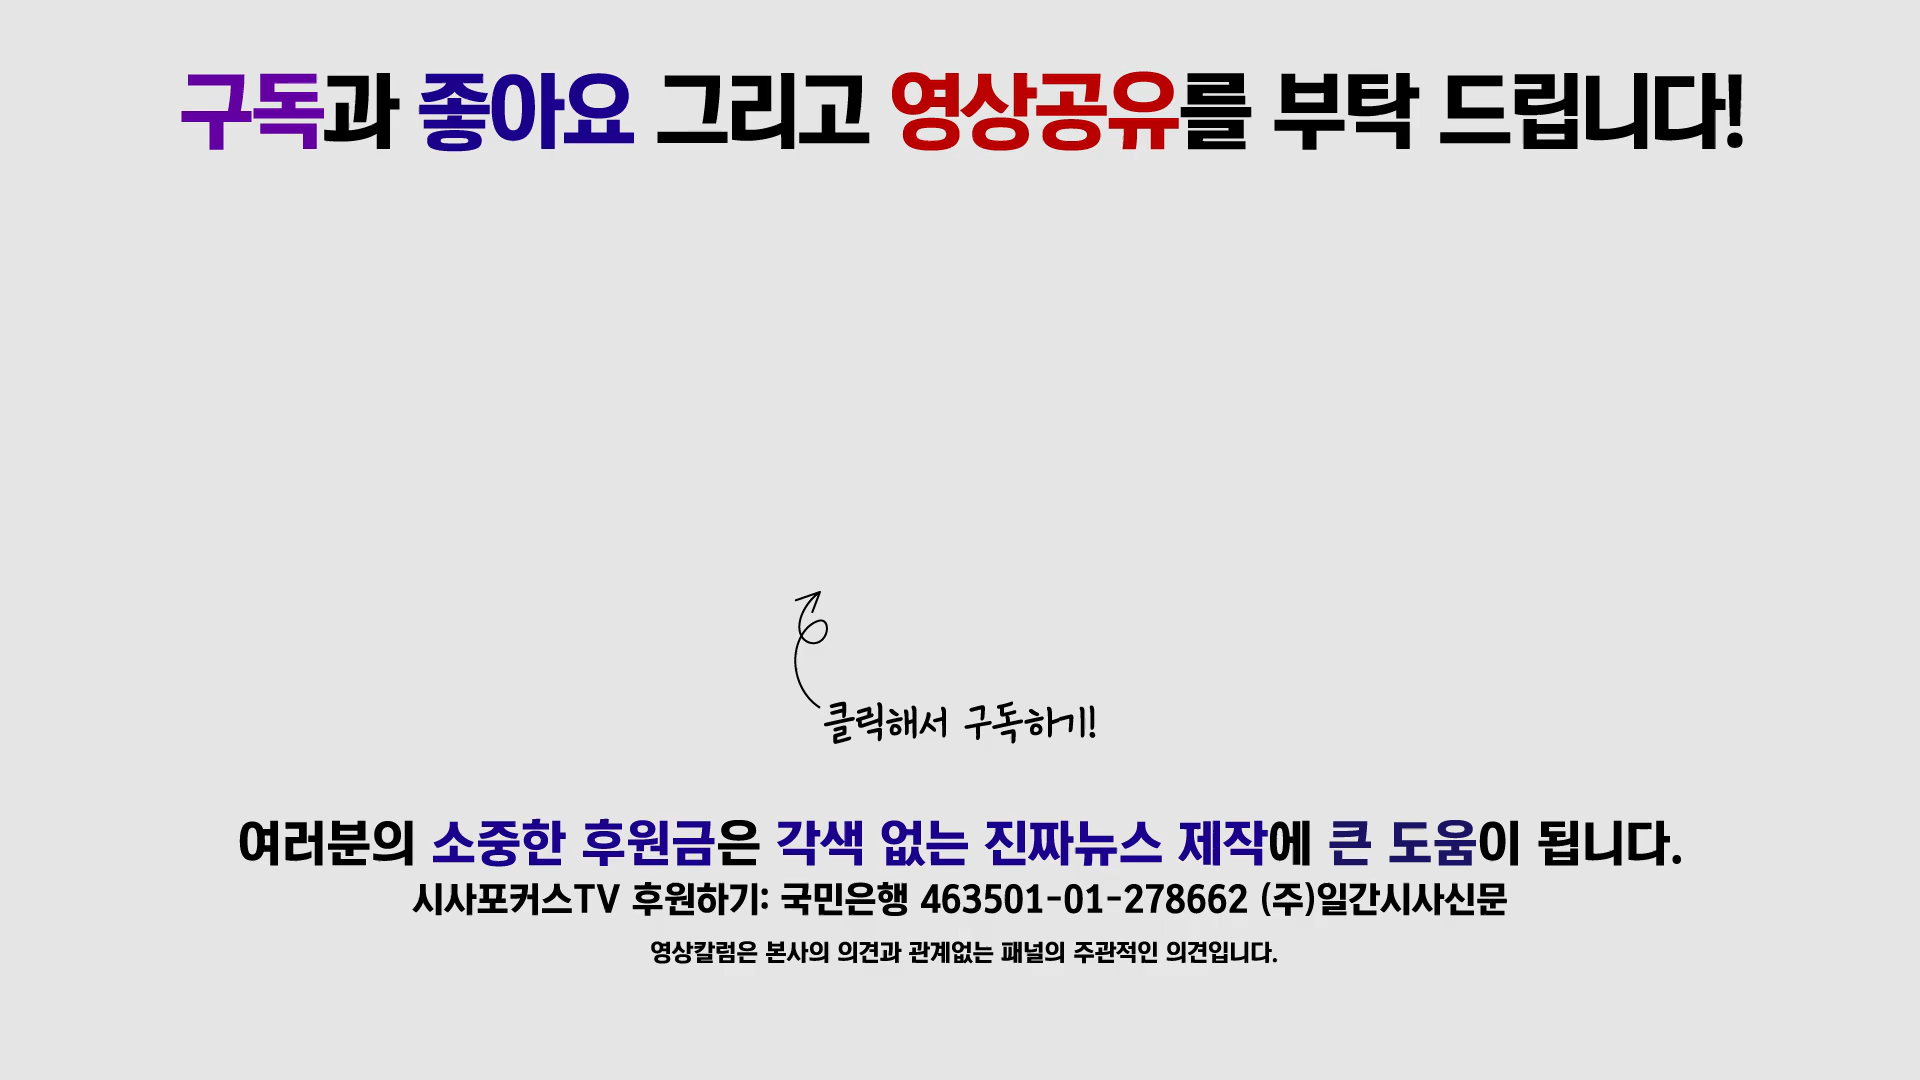 구독과 좋아요 그리고 영상공유를 부탁 드립니다!
클릭해서 구독하기!
여러분의 소중한 후원금은 각색 없는 진짜뉴스 제작에 큰 도움이 됩니다.
시사포커스TV 후원하기: 국민은행 463501-01-278662 (주)일간시사신문
영상칼럼은 본사의 의견과 관계없는 패널의 주관적인 의견입니다.